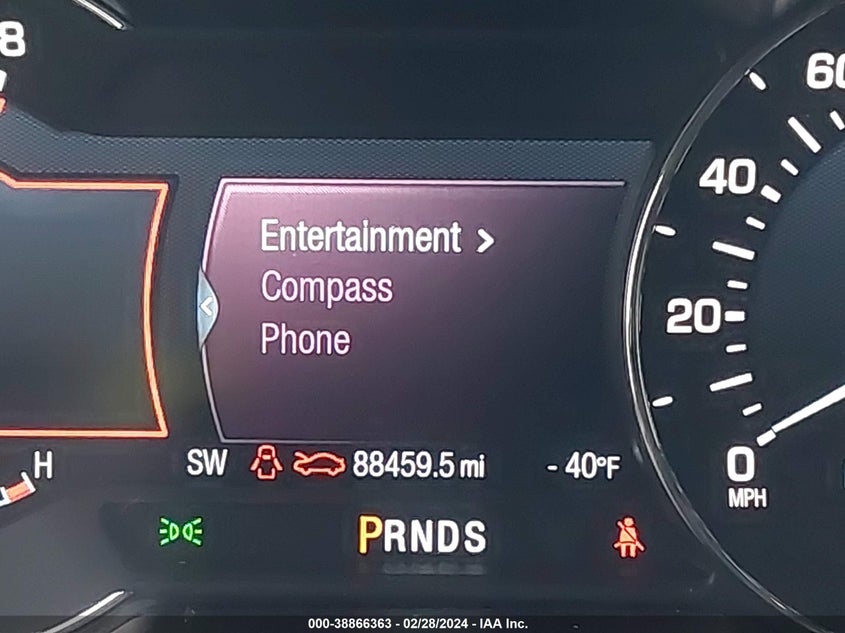 8
60
40
Entertainment >
Compass
20
Phone
H
SW 88459.5 mi - 40°F
0
MPH
PRNDS
000-38866363 - 02/28/2024 - IAA Inc.